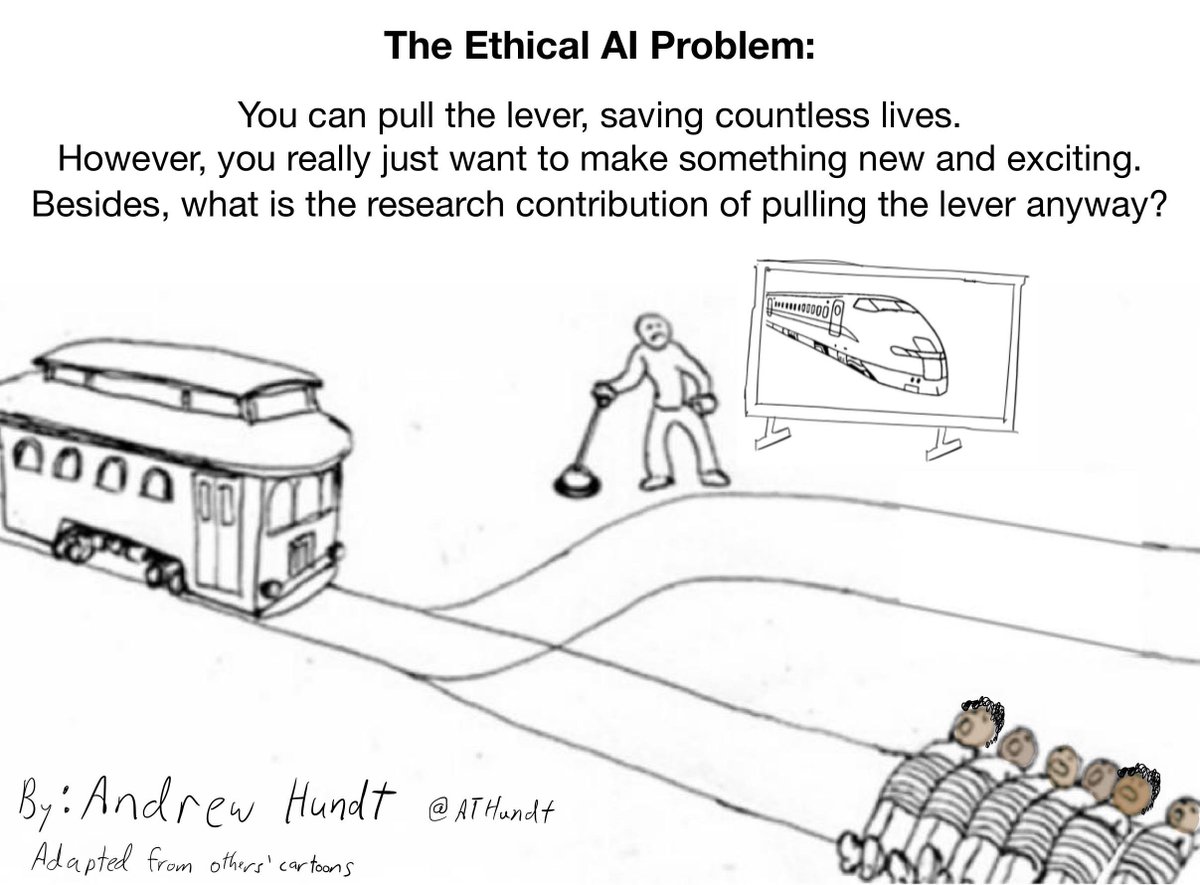 The Ethical AI Problem:
You can pull the lever, saving countless lives.
However, you really just want to make something new and exciting.
Besides, what is the research contribution of pulling the lever anyway?
By: Andrew Hundt @ATHundt
Adapted from others' cartoons